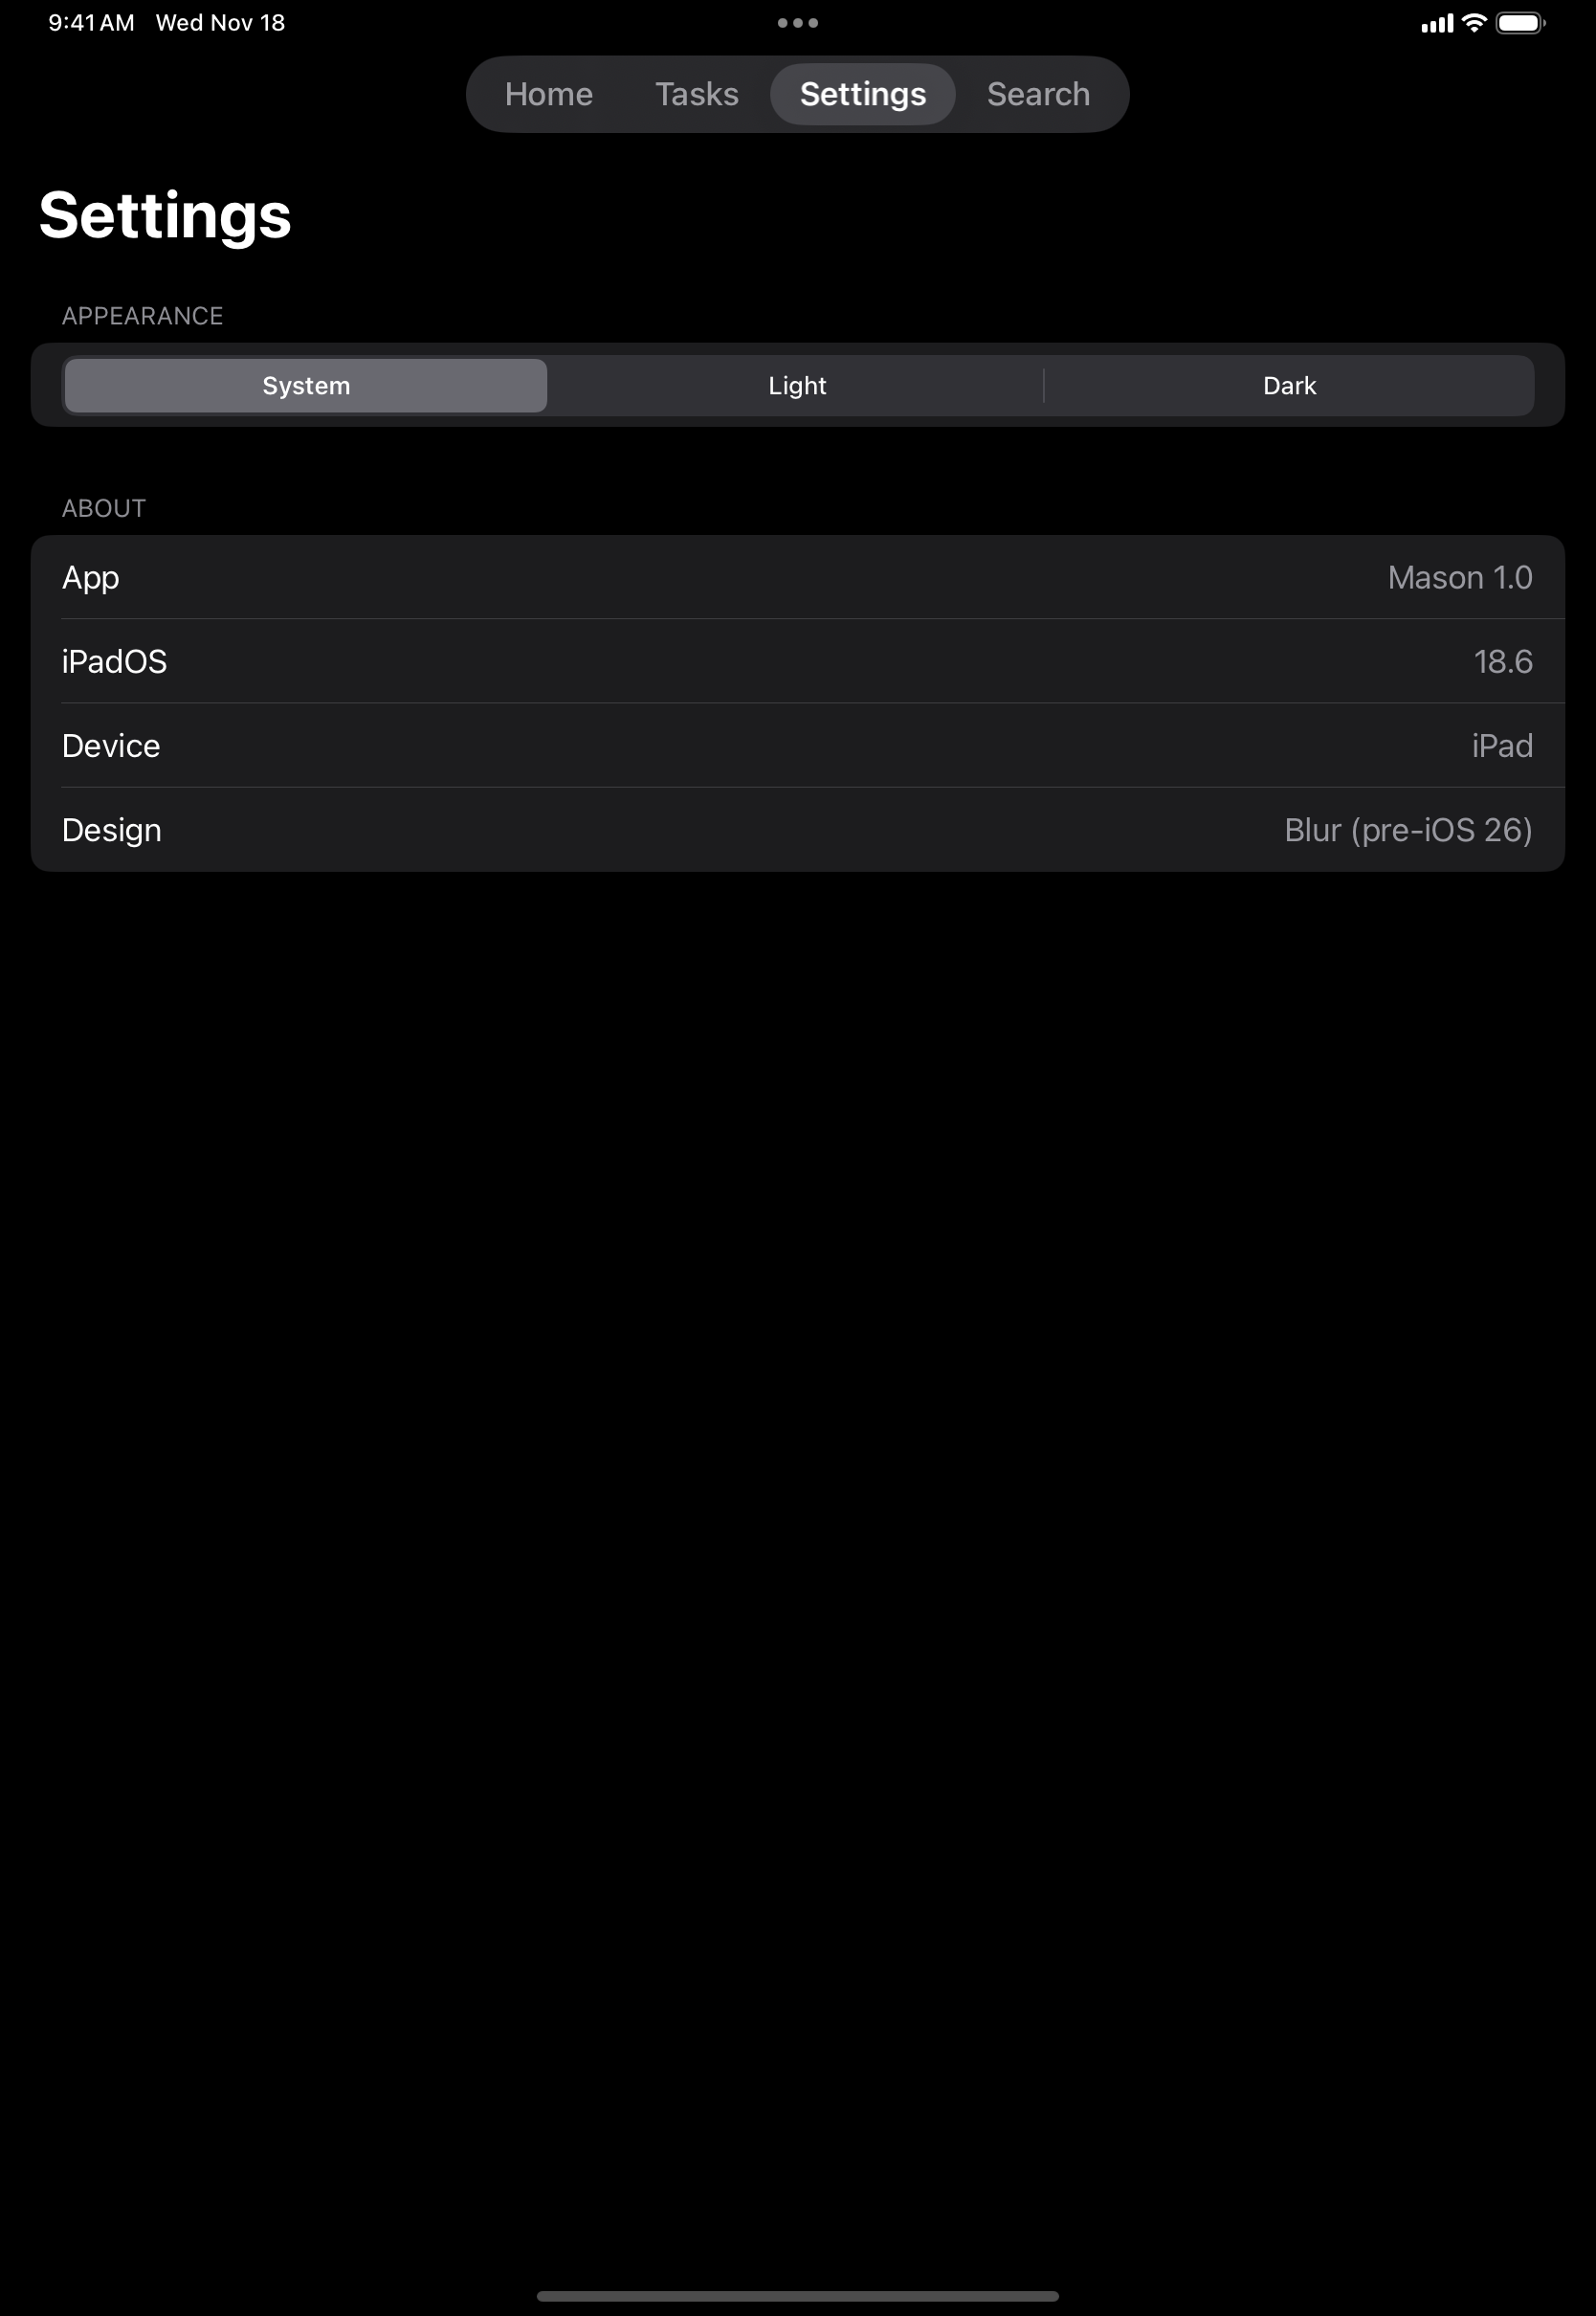 9:41 AM Wed Nov 18
Home Tasks Settings Search
Settings
APPEARANCE
System Light Dark
ABOUT
App Mason 1.0
iPadOS 18.6
Device iPad
Design Blur (pre-iOS 26)